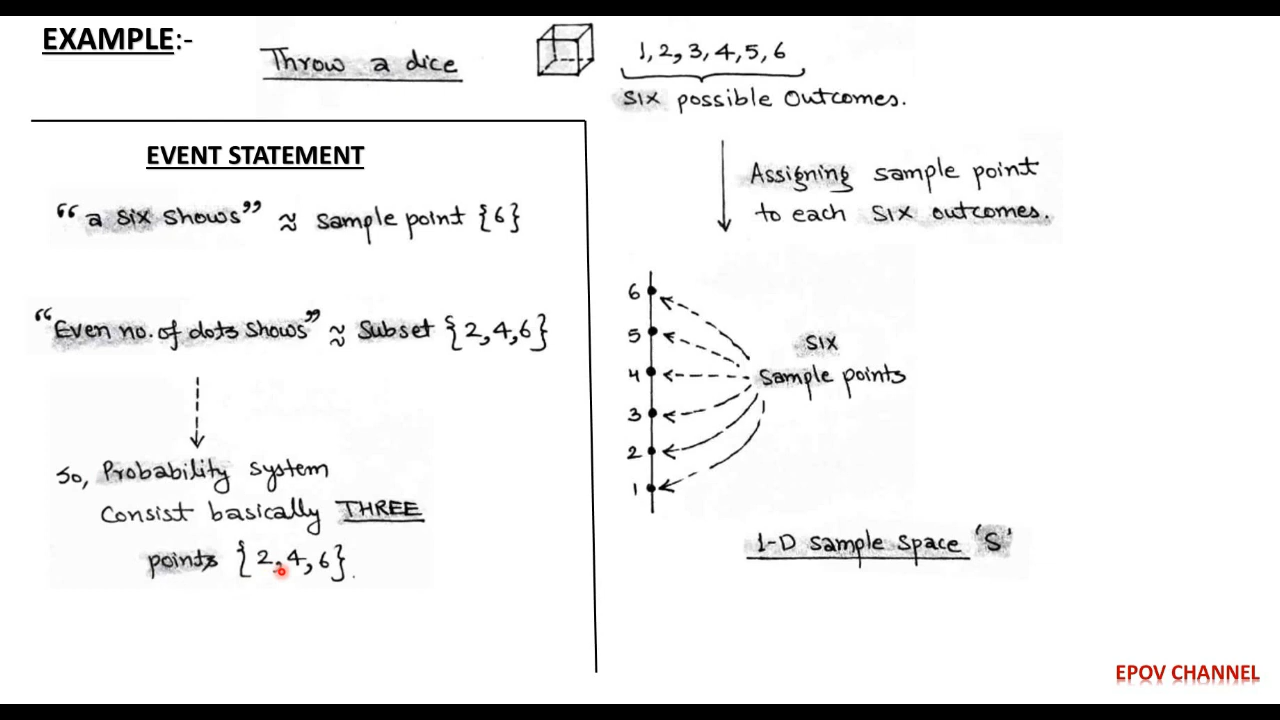 EXAMPLE:-
Throw a dice
1, 2, 3, 4, 5, 6
SIX possible Outcomes.
EVENT STATEMENT
"a six shows" ≈ sample point {6}
"Even no. of dots shows" ≈ Subset {2,4,6}
So, Probability system
Consist basically THREE
points {2,4,6}.
Assigning sample point
to each SIX outcomes.
6
5
4
3
2
1
SIX
Sample points
1-D Sample Space 'S'
EPOV CHANNEL